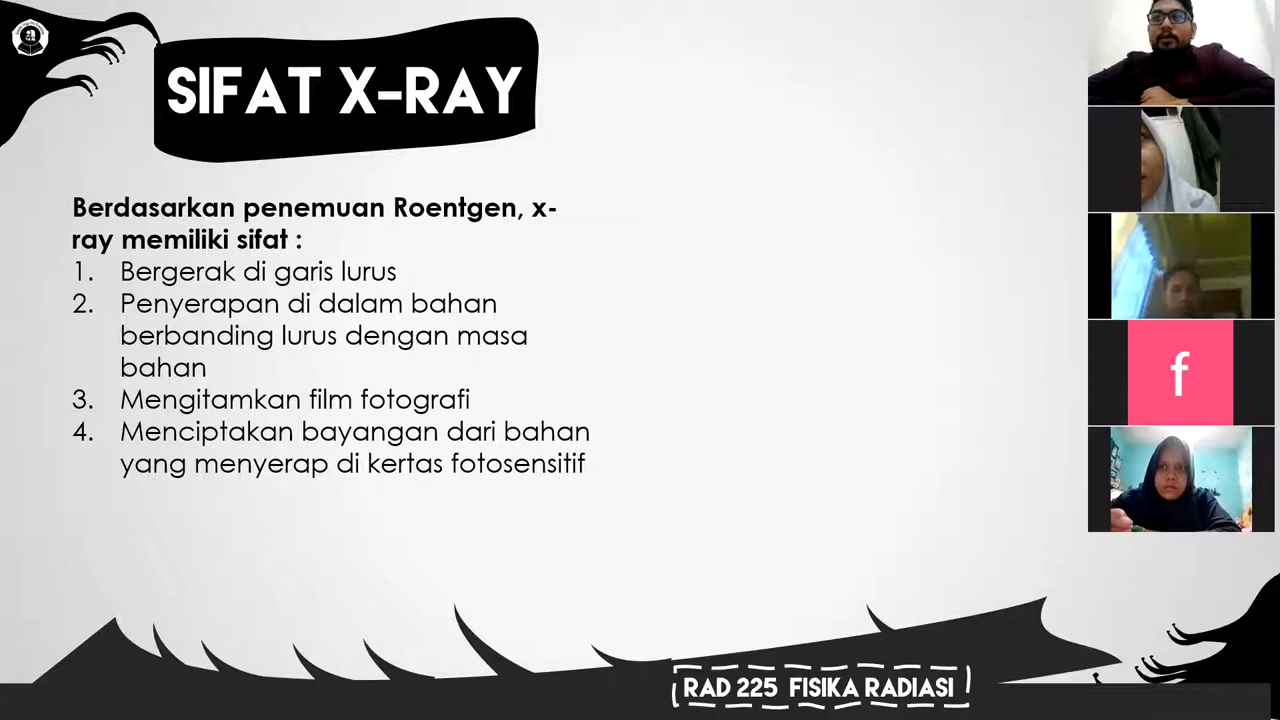 SIFAT X-RAY
Berdasarkan penemuan Roentgen, x-
ray memiliki sifat :
1. Bergerak di garis lurus
2. Penyerapan di dalam bahan
berbanding lurus dengan masa
bahan
3. Mengitamkan film fotografi
4. Menciptakan bayangan dari bahan
yang menyerap di kertas fotosensitif
f
RAD 225 FISIKA RADIASI